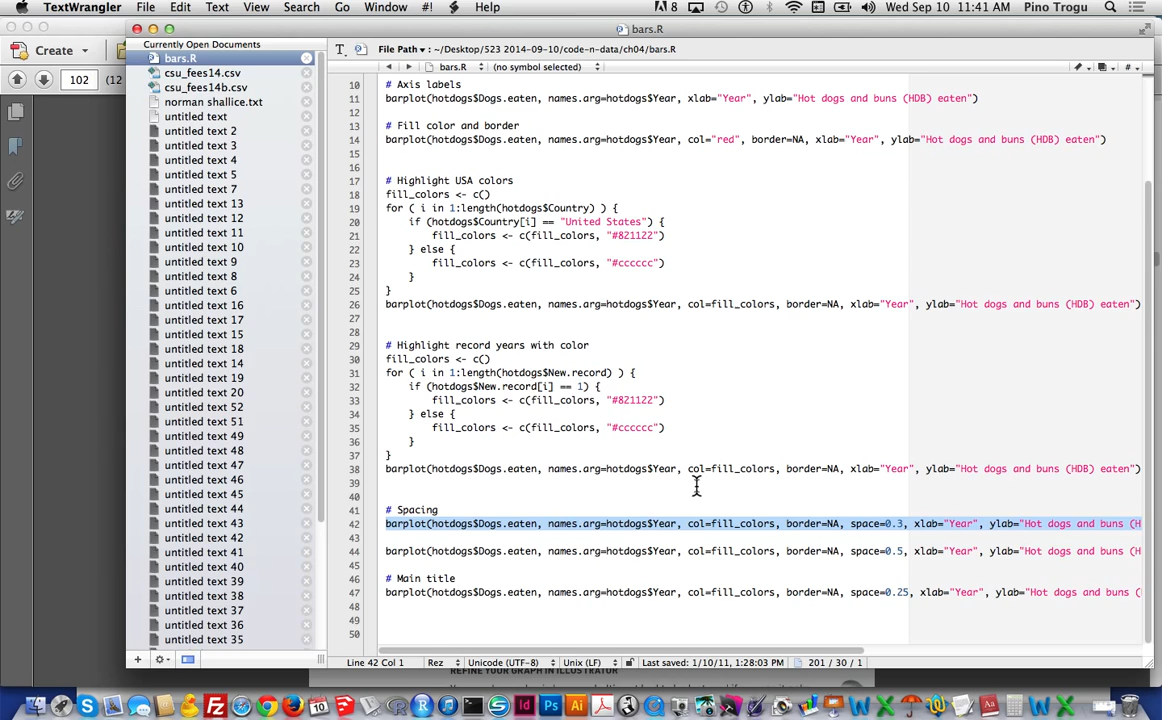 TextWrangler File Edit Text View Search Go Window #! Help 8 Wed Sep 10 11:41 AM Pino Trogu
bars.R
Create
Currently Open Documents
File Path : ~/Desktop/523 2014-09-10/code-n-data/ch04/bars.R
bars.R (no symbol selected)
102 (12
bars.R
csu_fees14.csv
csu_fees14b.csv
norman shallice.txt
untitled text
untitled text 2
untitled text 3
untitled text 4
untitled text 5
untitled text 7
untitled text 13
untitled text 12
untitled text 11
untitled text 10
untitled text 9
untitled text 8
untitled text 6
untitled text 16
untitled text 17
untitled text 15
untitled text 18
untitled text 14
untitled text 19
untitled text 20
untitled text 52
untitled text 51
untitled text 49
untitled text 48
untitled text 47
untitled text 46
untitled text 45
untitled text 44
untitled text 43
untitled text 42
untitled text 41
untitled text 40
untitled text 39
untitled text 38
untitled text 37
untitled text 36
untitled text 35
10 # Axis labels
11 barplot(hotdogs$Dogs.eaten, names.arg=hotdogs$Year, xlab="Year", ylab="Hot dogs and buns (HDB) eaten")
12
13 # Fill color and border
14 barplot(hotdogs$Dogs.eaten, names.arg=hotdogs$Year, col="red", border=NA, xlab="Year", ylab="Hot dogs and buns (HDB) eaten")
15
16
17 # Highlight USA colors
18 fill_colors <- c()
19 for ( i in 1:length(hotdogs$Country) ) {
20 if (hotdogs$Country[i] == "United States") {
21 fill_colors <- c(fill_colors, "#821122")
22 } else {
23 fill_colors <- c(fill_colors, "#cccccc")
24 }
25 }
26 barplot(hotdogs$Dogs.eaten, names.arg=hotdogs$Year, col=fill_colors, border=NA, xlab="Year", ylab="Hot dogs and buns (HDB) eaten")
27
28
29 # Highlight record years with color
30 fill_colors <- c()
31 for ( i in 1:length(hotdogs$New.record) ) {
32 if (hotdogs$New.record[i] == 1) {
33 fill_colors <- c(fill_colors, "#821122")
34 } else {
35 fill_colors <- c(fill_colors, "#cccccc")
36 }
37 }
38 barplot(hotdogs$Dogs.eaten, names.arg=hotdogs$Year, col=fill_colors, border=NA, xlab="Year", ylab="Hot dogs and buns (HDB) eaten")
39
40
41 # Spacing
42 barplot(hotdogs$Dogs.eaten, names.arg=hotdogs$Year, col=fill_colors, border=NA, space=0.3, xlab="Year", ylab="Hot dogs and buns (H
43
44 barplot(hotdogs$Dogs.eaten, names.arg=hotdogs$Year, col=fill_colors, border=NA, space=0.5, xlab="Year", ylab="Hot dogs and buns (H
45
46 # Main title
47 barplot(hotdogs$Dogs.eaten, names.arg=hotdogs$Year, col=fill_colors, border=NA, space=0.25, xlab="Year", ylab="Hot dogs and buns (
48
49
50
Line 42 Col 1 Rez Unicode (UTF-8) Unix (LF) Last saved: 1/10/11, 1:28:03 PM 201 / 30 / 1
REFINE YOUR GRAPH IN ILLUSTRATOR